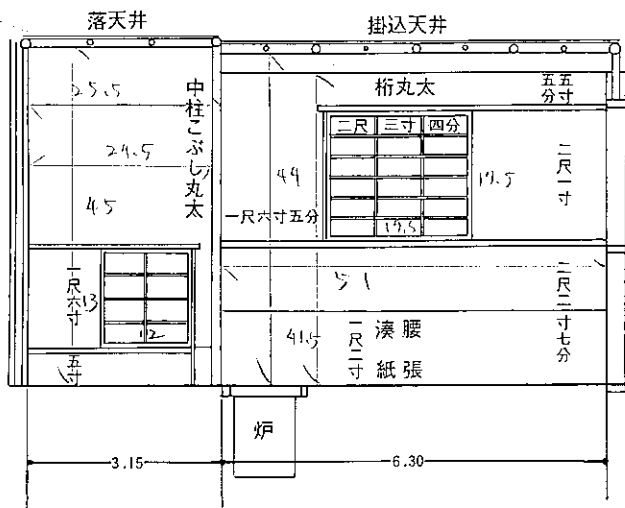 落天井
掛込天井
25.5
24.5
45
中柱こぶし丸太
桁丸太
五寸五分
二尺三寸四分
44
一尺六寸五分
17.5
17.5
二尺一寸
一尺六寸
13
12
五寸
51
41.5
一尺二寸
湊紙
腰張
二尺二寸七分
炉
3.15
6.30